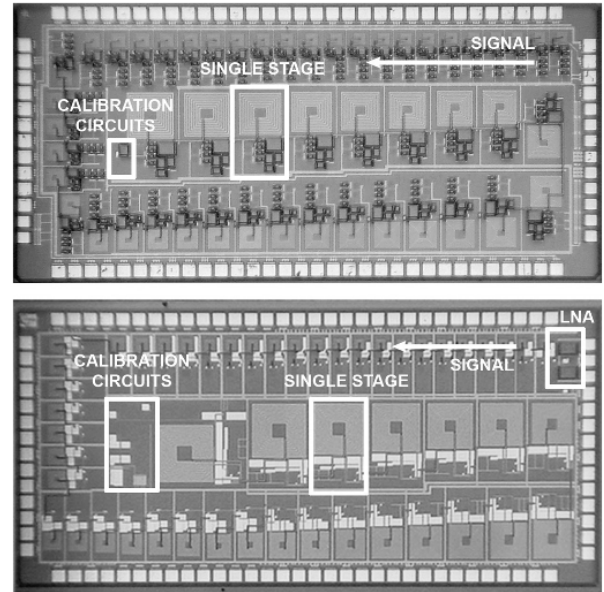 SIGNAL
SINGLE STAGE
CALIBRATION
CIRCUITS
LNA
CALIBRATION
CIRCUITS
SINGLE STAGE
SIGNAL